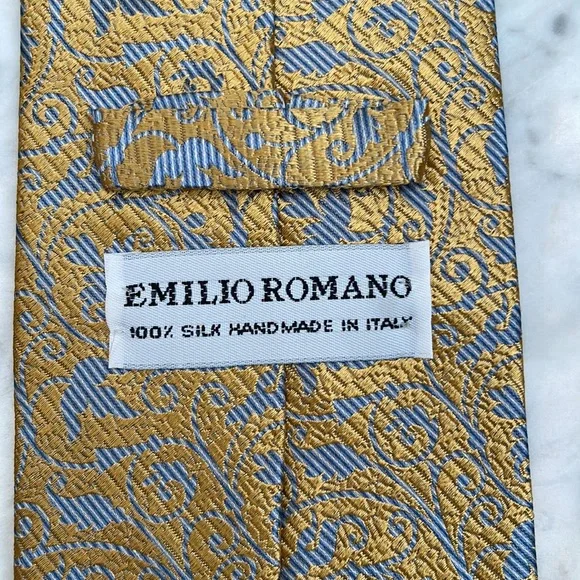 EMILIO ROMANO
100% SILK HANDMADE IN ITALY